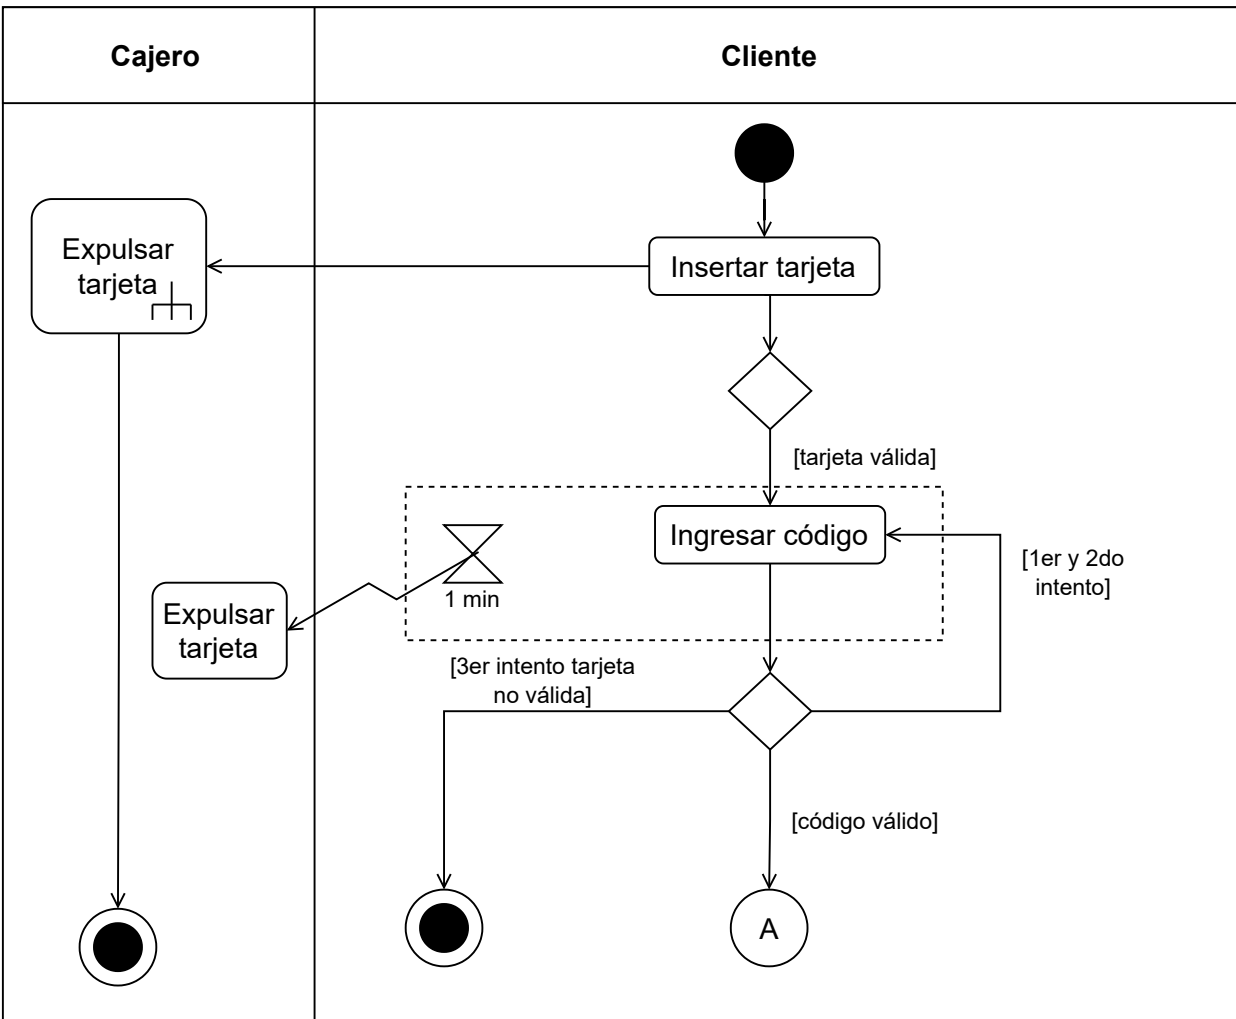 Cajero
Cliente
Expulsar
tarjeta
Insertar tarjeta
[tarjeta válida]
Ingresar código
[1er y 2do
intento]
1 min
Expulsar
tarjeta
[3er intento tarjeta
no válida]
[código válido]
A